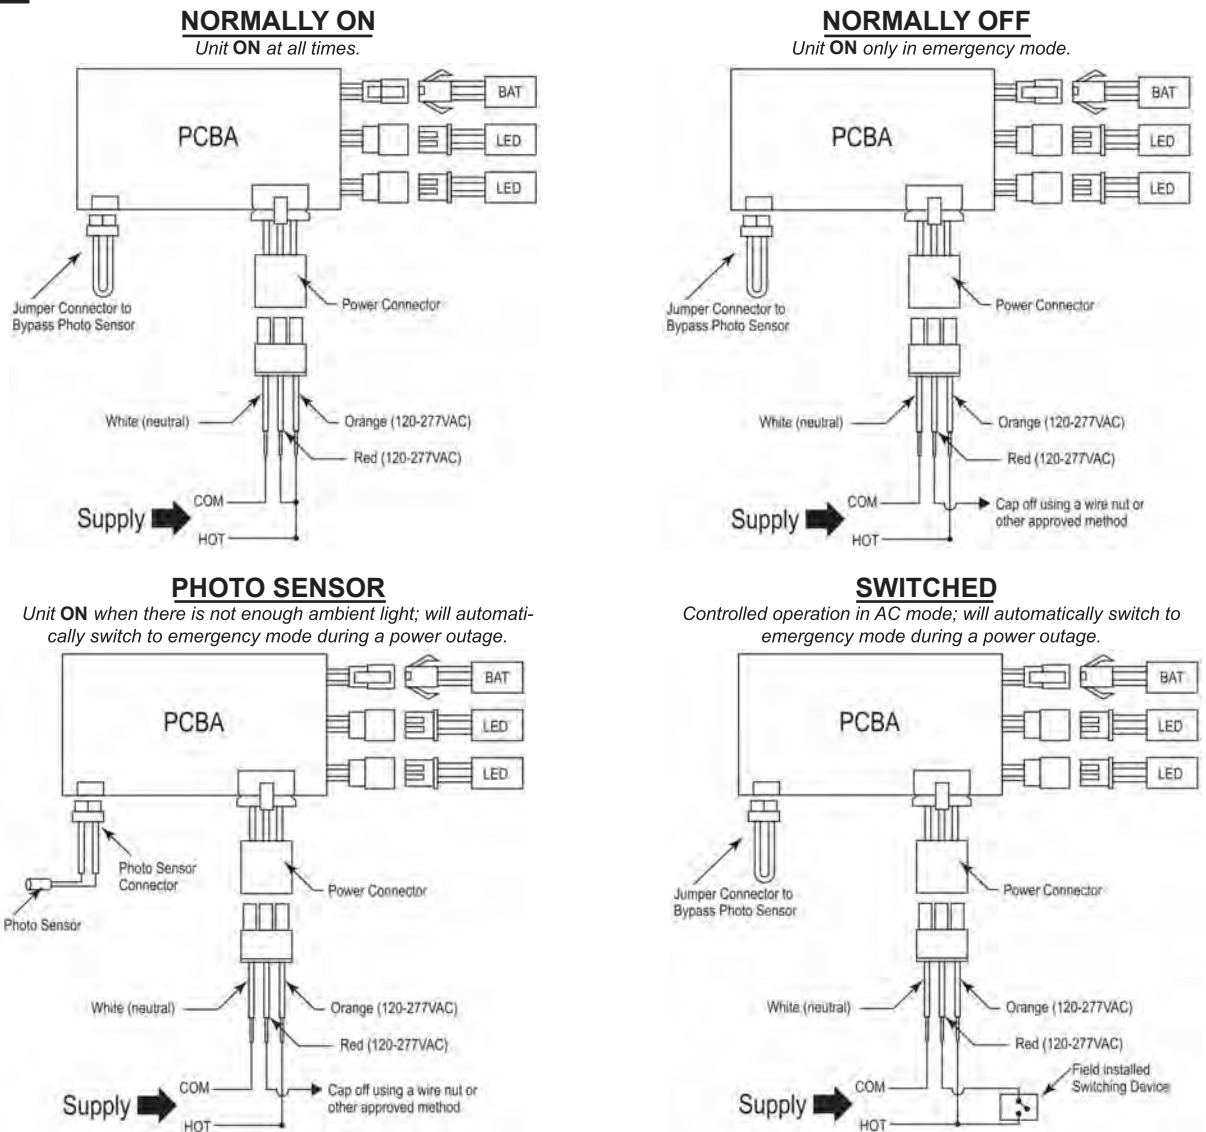 NORMALLY ON
Unit ON at all times.
PCBA
BAT
LED
LED
Jumper Connector to
Bypass Photo Sensor
Power Connector
White (neutral)
Orange (120-277VAC)
Red (120-277VAC)
COM
Supply
HOT
NORMALLY OFF
Unit ON only in emergency mode.
PCBA
BAT
LED
LED
Jumper Connector to
Bypass Photo Sensor
Power Connector
White (neutral)
Orange (120-277VAC)
Red (120-277VAC)
COM
Cap off using a wire nut or
other approved method
Supply
HOT
PHOTO SENSOR
Unit ON when there is not enough ambient light; will automati-
cally switch to emergency mode during a power outage.
PCBA
BAT
LED
LED
Photo Sensor
Connector
Photo Sensor
Power Connector
White (neutral)
Orange (120-277VAC)
Red (120-277VAC)
COM
Cap off using a wire nut or
other approved method
Supply
HOT
SWITCHED
Controlled operation in AC mode; will automatically switch to
emergency mode during a power outage.
PCBA
BAT
LED
LED
Jumper Connector to
Bypass Photo Sensor
Power Connector
White (neutral)
Orange (120-277VAC)
Red (120-277VAC)
Field installed
Switching Device
COM
Supply
HOT